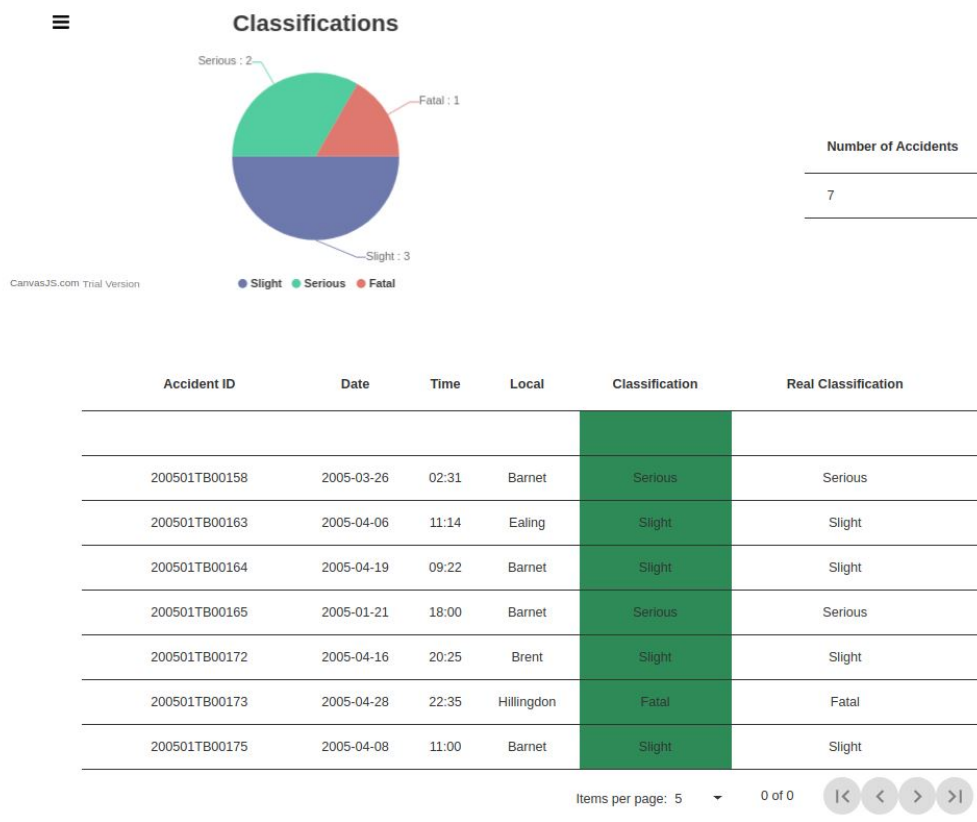 Classifications
Serious : 2
Fatal : 1
Number of Accidents
7
Slight : 3
CanvasJS.com Trial Version
Slight Serious Fatal
Accident ID Date Time Local Classification Real Classification
200501TB00158 2005-03-26 02:31 Barnet Serious Serious
200501TB00163 2005-04-06 11:14 Ealing Slight Slight
200501TB00164 2005-04-19 09:22 Barnet Slight Slight
200501TB00165 2005-01-21 18:00 Barnet Serious Serious
200501TB00172 2005-04-16 20:25 Brent Slight Slight
200501TB00173 2005-04-28 22:35 Hillingdon Fatal Fatal
200501TB00175 2005-04-08 11:00 Barnet Slight Slight
Items per page: 5 0 of 0